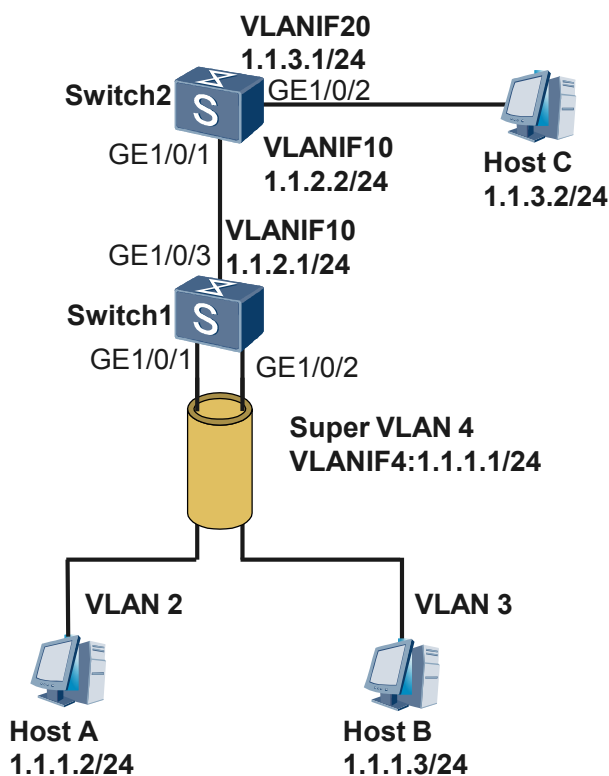 VLANIF20
1.1.3.1/24
Switch2
GE1/0/2
S
GE1/0/1
VLANIF10
1.1.2.2/24
Host C
1.1.3.2/24
VLANIF10
GE1/0/3
1.1.2.1/24
Switch1
S
GE1/0/1
GE1/0/2
Super VLAN 4
VLANIF4:1.1.1.1/24
VLAN 2
VLAN 3
Host A
1.1.1.2/24
Host B
1.1.1.3/24